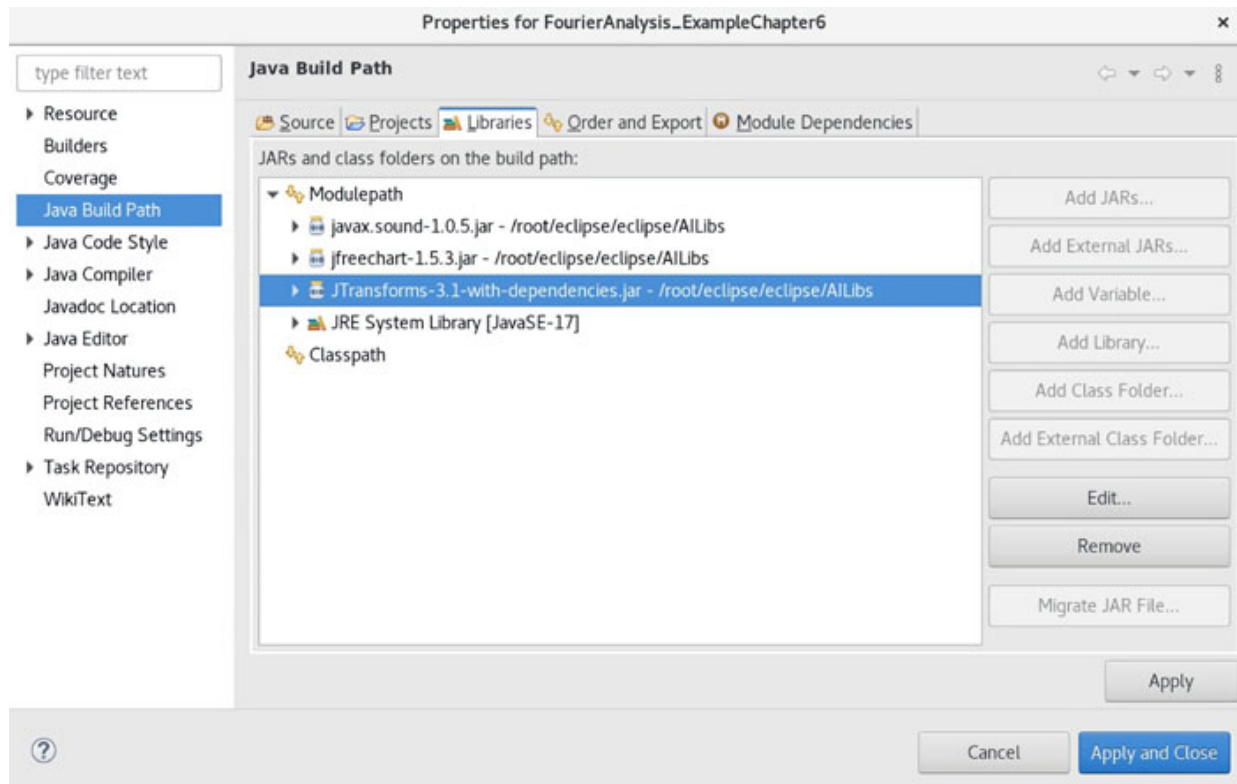 Properties for FourierAnalysis_ExampleChapter6
×
type filter text
Resource
Builders
Coverage
Java Build Path
Java Code Style
Java Compiler
Javadoc Location
Java Editor
Project Natures
Project References
Run/Debug Settings
Task Repository
WikiText
Java Build Path
Source Projects Libraries Order and Export Module Dependencies
JARs and class folders on the build path:
Modulepath
javax.sound-1.0.5.jar - /root/eclipse/eclipse/AILibs
jfreechart-1.5.3.jar - /root/eclipse/eclipse/AILibs
JTransforms-3.1-with-dependencies.jar - /root/eclipse/eclipse/AILibs
JRE System Library [JavaSE-17]
Classpath
Add JARs...
Add External JARs...
Add Variable...
Add Library...
Add Class Folder...
Add External Class Folder...
Edit...
Remove
Migrate JAR File...
Apply
?
Cancel
Apply and Close